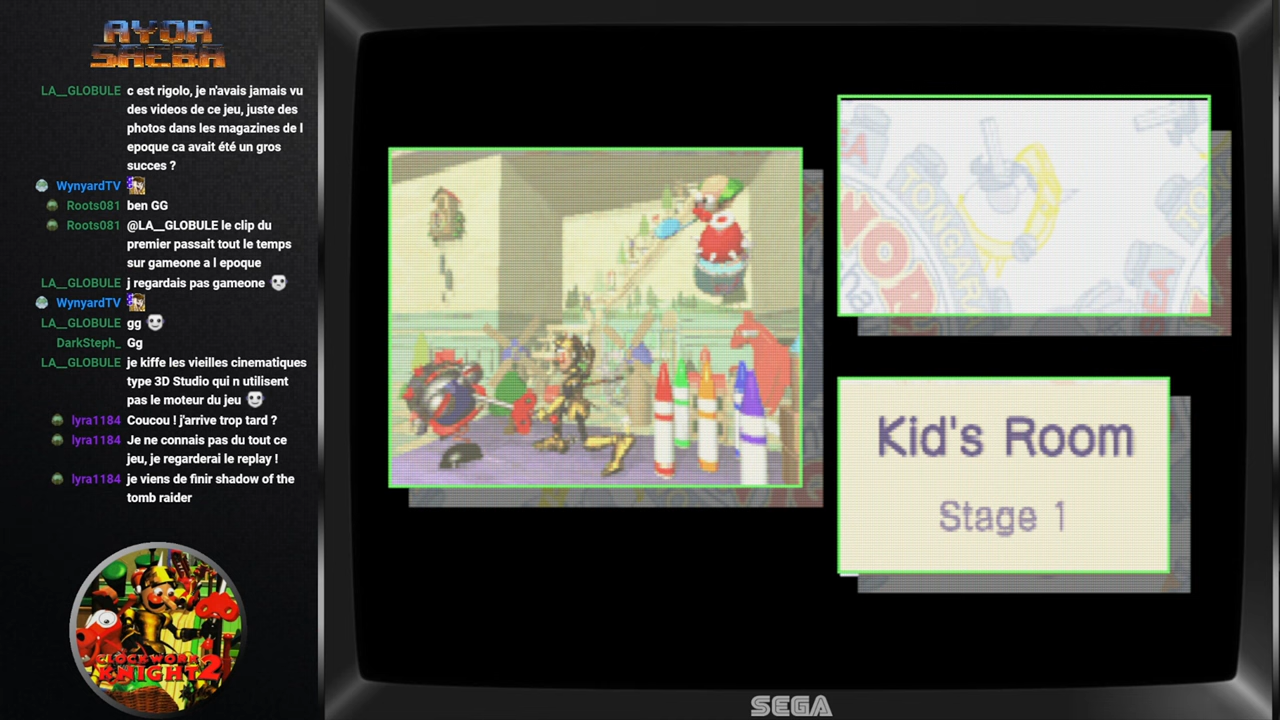 RYOR
SAEBA
LA__GLOBULE c est rigolo, je n'avais jamais vu
des videos de ce jeu, juste des
photos dans les magazines de l
epoque ca avait été un gros
succes ?
WynyardTV
Roots081 ben GG
Roots081 @LA__GLOBULE le clip du
premier passait tout le temps
sur gameone a l epoque
LA__GLOBULE j regardais pas gameone
WynyardTV
LA__GLOBULE gg
DarkSteph_ Gg
LA__GLOBULE je kiffe les vieilles cinematiques
type 3D Studio qui n utilisent
pas le moteur du jeu
lyra1184 Coucou ! j'arrive trop tard ?
lyra1184 Je ne connais pas du tout ce
jeu, je regarderai le replay !
lyra1184 je viens de finir shadow of the
tomb raider
CLOCKWORK
KNIGHT 2
TONGARA
Kid's Room
Stage 1
SEGA